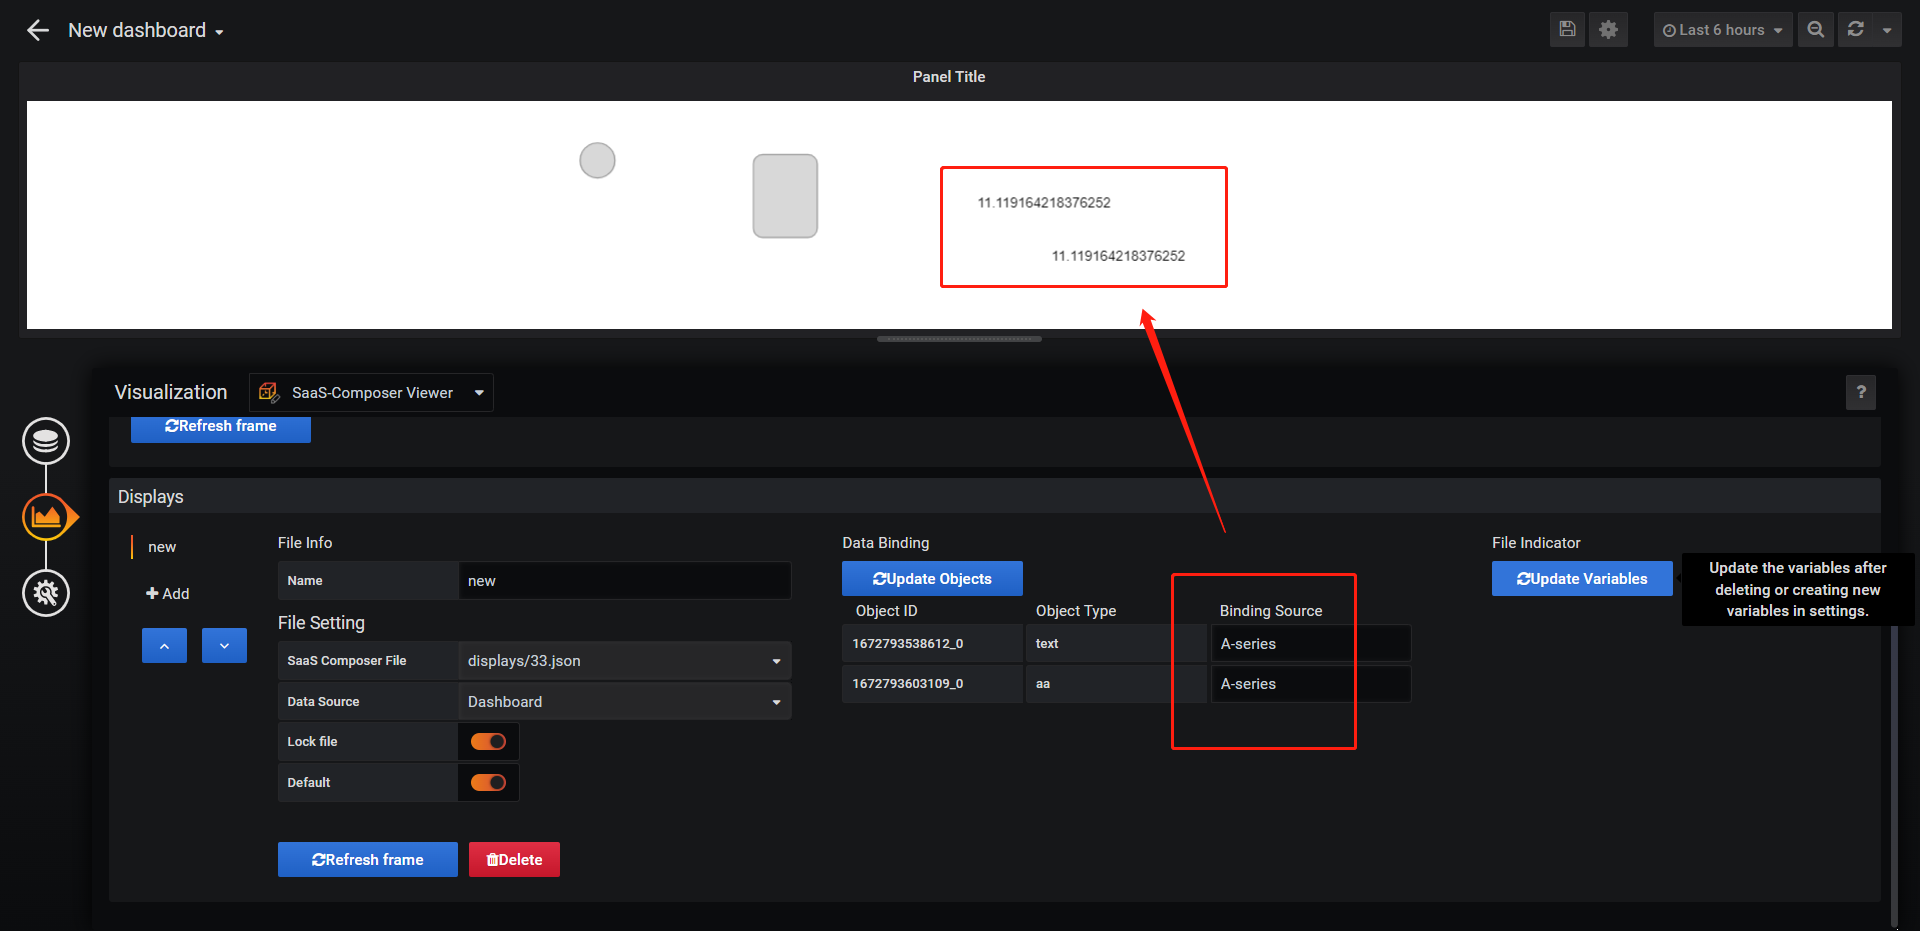 New dashboard
Last 6 hours
Panel Title
11.119164218376252
11.119164218376252
Visualization
SaaS-Composer Viewer
?
Refresh frame
Displays
new
Add
File Info
Name
new
File Setting
SaaS Composer File
displays/33.json
Data Source
Dashboard
Lock file
Default
Refresh frame
Delete
Data Binding
Update Objects
Object ID
Object Type
Binding Source
1672793538612_0
text
A-series
1672793603109_0
aa
A-series
File Indicator
Update Variables
Update the variables after
deleting or creating new
variables in settings.